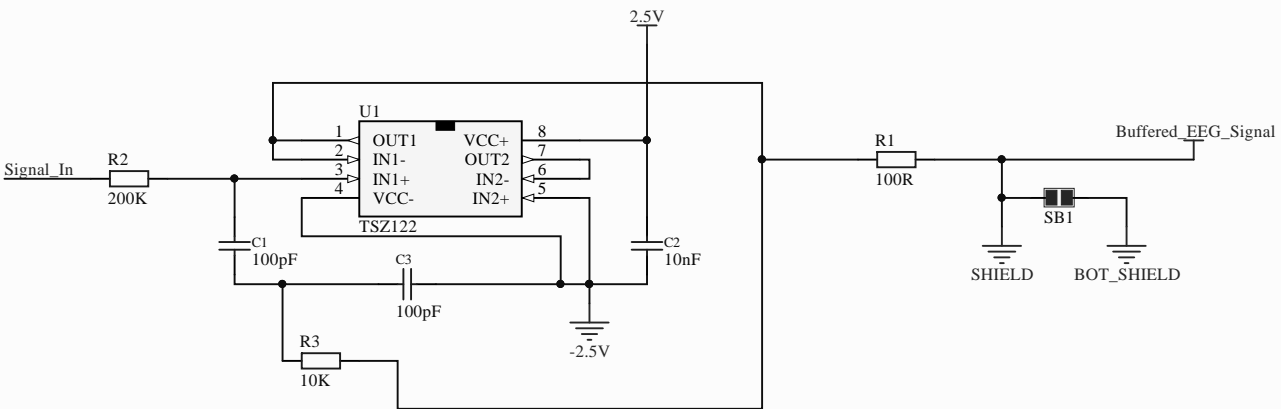 2.5V
U1
1 OUT1 VCC+ 8
2 IN1- OUT2 7
3 IN1+ IN2- 6
4 VCC- IN2+ 5
TSZ122
Signal_In
R2
200K
C1
100pF
C3
100pF
C2
10nF
-2.5V
R3
10K
R1
100R
Buffered_EEG_Signal
SB1
SHIELD
BOT_SHIELD